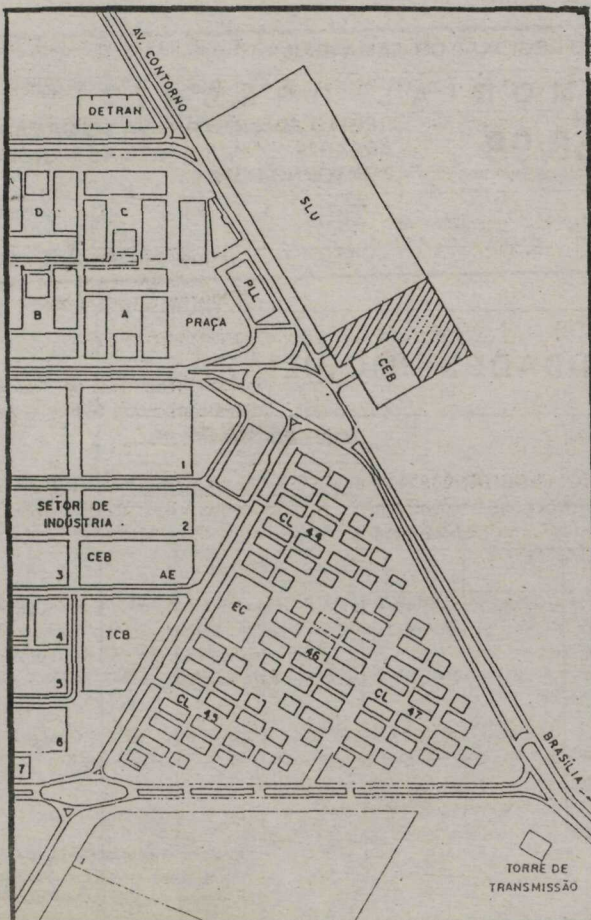 AV. CONTORNO
DETRAN
D
C
SLU
B
A
PLL
PRAÇA
CEB
1
SETOR DE
INDÚSTRIA
2
CL
44
3
CEB
AE
EC
4
TCB
46
5
CL
45
CL
47
6
7
BRASÍLIA
TORRE DE
TRANSMISSÃO